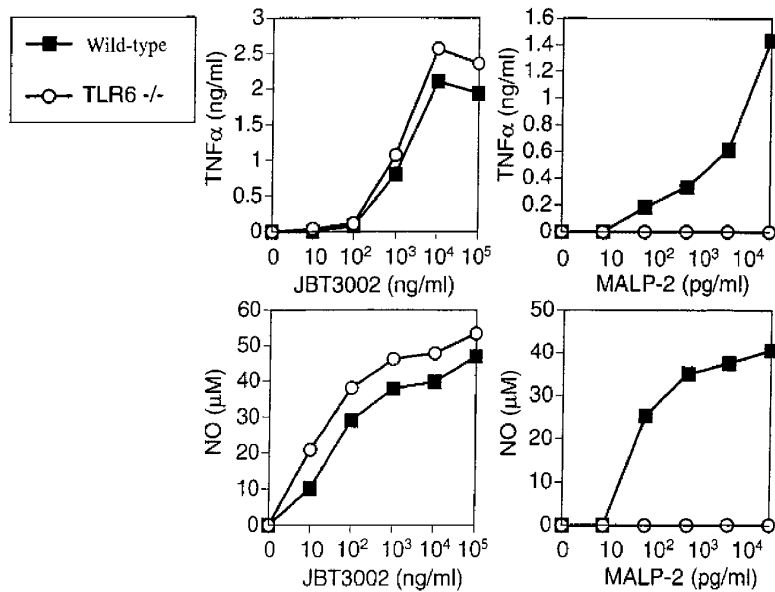 Wild-type
TLR6 -/-
TNFα (ng/ml)
3
2.5
2
1.5
1
0.5
0
0 10 10² 10³ 10⁴ 10⁵
JBT3002 (ng/ml)
TNFα (ng/ml)
1.6
1.4
1.2
1
0.8
0.6
0.4
0.2
0
0 10 10² 10³ 10⁴
MALP-2 (pg/ml)
NO (μM)
60
50
40
30
20
10
0
0 10 10² 10³ 10⁴ 10⁵
JBT3002 (ng/ml)
NO (μM)
50
40
30
20
10
0
0 10 10² 10³ 10⁴
MALP-2 (pg/ml)